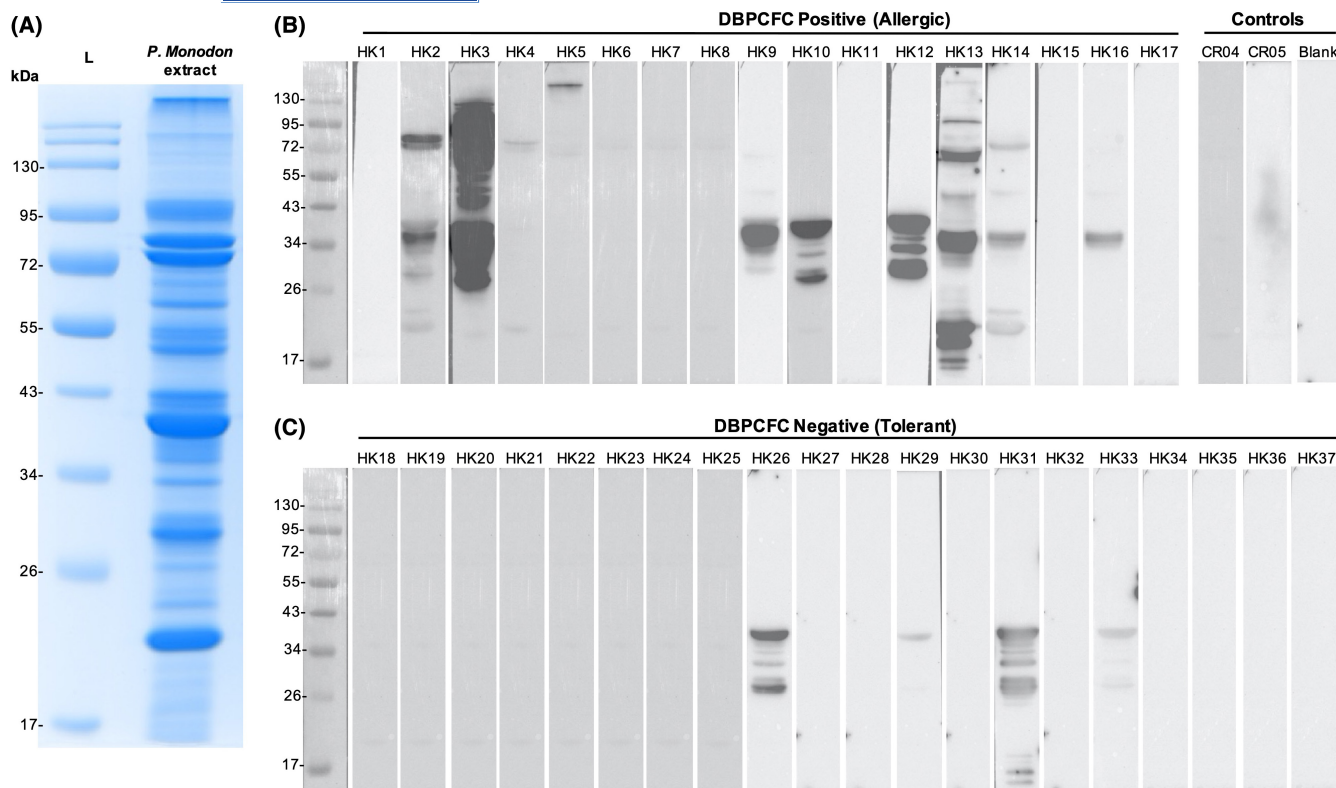 (A)
L
P. Monodon
extract
kDa
130-
95-
72-
55-
43-
34-
26-
17-
(B)
DBPCFC Positive (Allergic)
HK1 HK2 HK3 HK4 HK5 HK6 HK7 HK8 HK9 HK10 HK11 HK12 HK13 HK14 HK15 HK16 HK17
Controls
CR04 CR05 Blank
130-
95-
72-
55-
43-
34-
26-
17-
(C)
DBPCFC Negative (Tolerant)
HK18 HK19 HK20 HK21 HK22 HK23 HK24 HK25 HK26 HK27 HK28 HK29 HK30 HK31 HK32 HK33 HK34 HK35 HK36 HK37
130-
95-
72-
55-
43-
34-
26-
17-